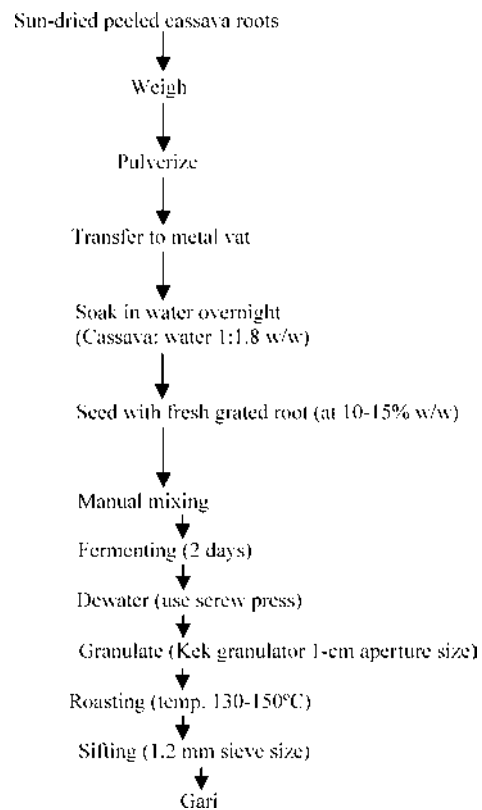 Sun-dried peeled cassava roots
Weigh
Pulverize
Transfer to metal vat
Soak in water overnight
(Cassava: water 1:1.8 w/w)
Seed with fresh grated root (at 10-15% w/w)
Manual mixing
Fermenting (2 days)
Dewater (use screw press)
Granulate (Kek granulator 1-cm aperture size)
Roasting (temp. 130-150°C)
Sifting (1.2 mm sieve size)
Gari